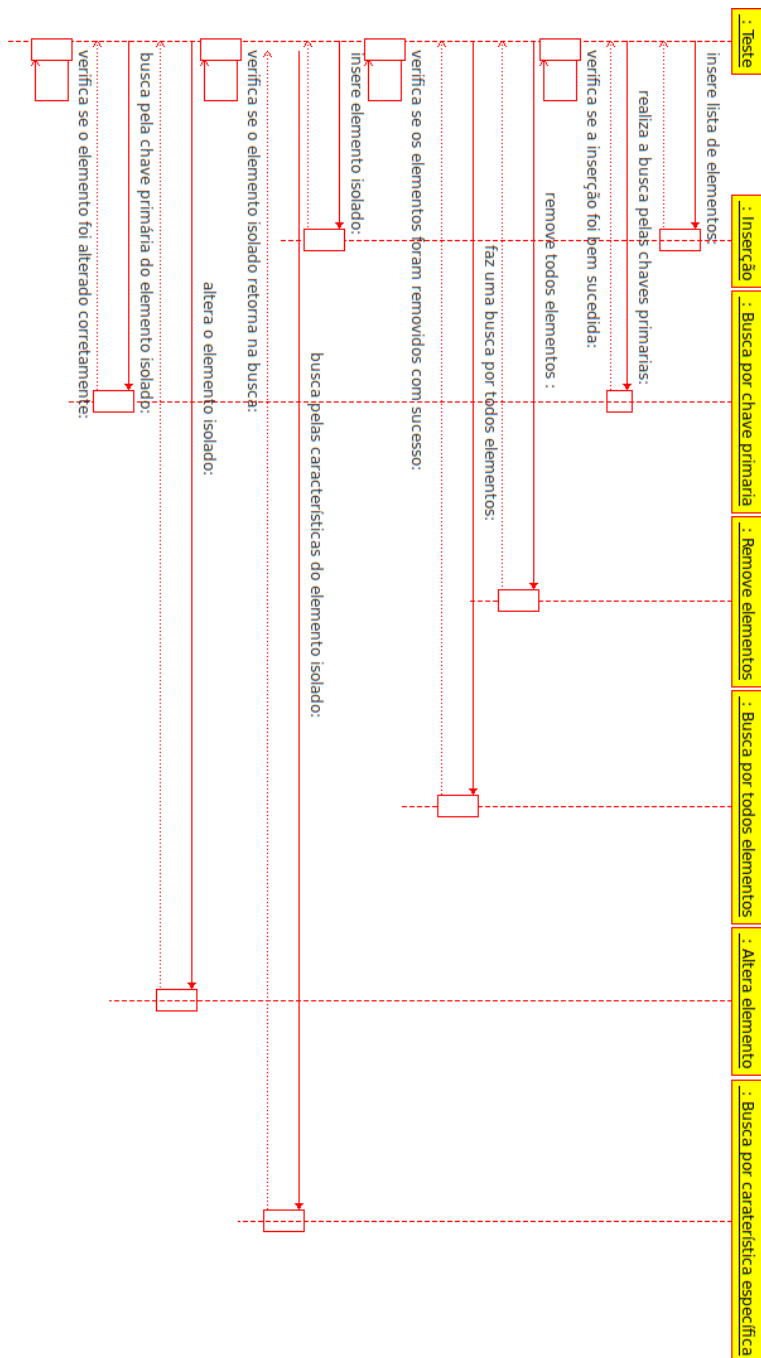 : Teste
: Inserção
: Busca por chave primaria
: Remove elementos
: Busca por todos elementos
: Altera elemento
: Busca por caraterística específica
insere lista de elementos:
realiza a busca pelas chaves primarias:
verifica se a inserção foi bem sucedida:
remove todos elementos :
faz uma busca por todos elementos:
verifica se os elementos foram removidos com sucesso:
insere elemento isolado:
busca pelas características do elemento isolado:
verifica se o elemento isolado retorna na busca:
altera o elemento isolado:
busca pela chave primária do elemento isolado:
verifica se o elemento foi alterado corretamente: